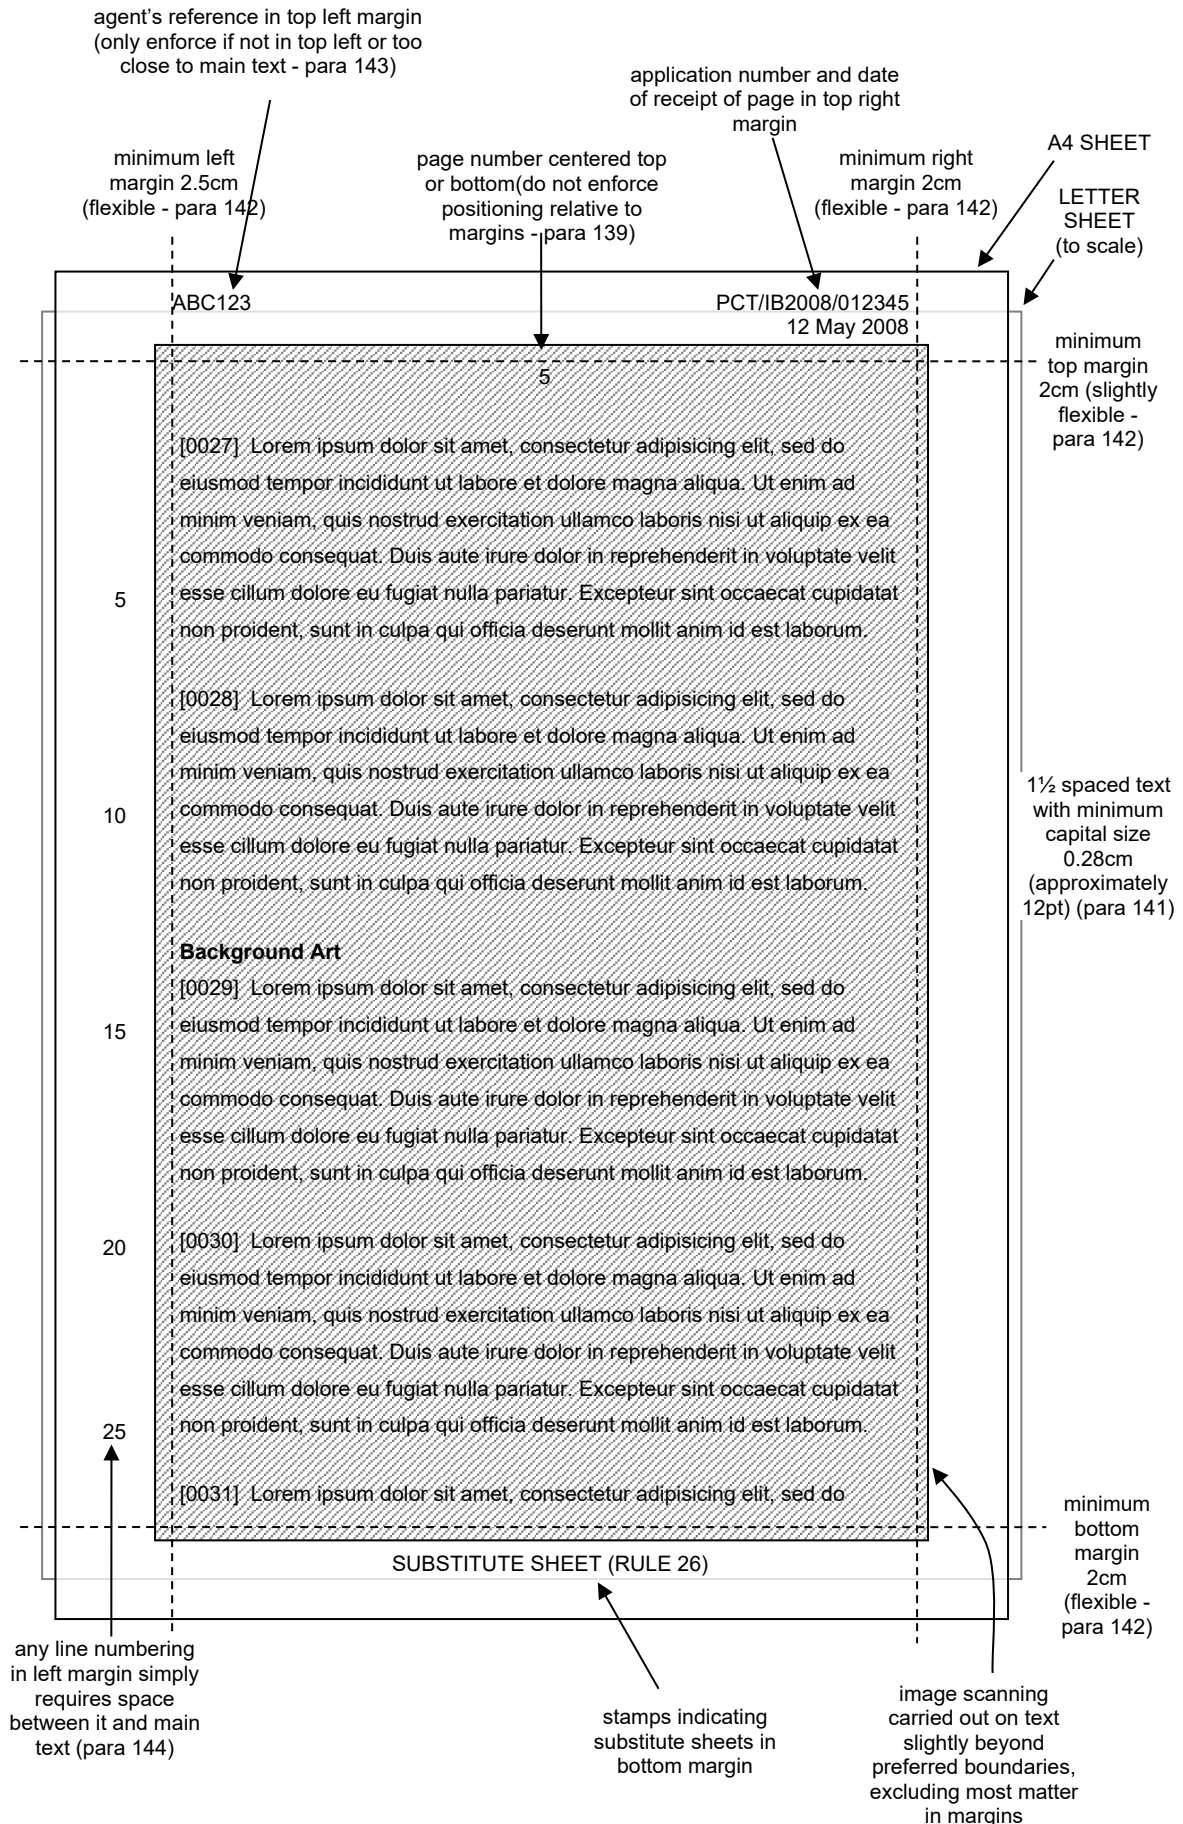 agent's reference in top left margin
(only enforce if not in top left or too
close to main text - para 143)
application number and date
of receipt of page in top right
margin
minimum left
margin 2.5cm
(flexible - para 142)
page number centered top
or bottom(do not enforce
positioning relative to
margins - para 139)
minimum right
margin 2cm
(flexible - para 142)
A4 SHEET
LETTER
SHEET
(to scale)
ABC123
PCT/IB2008/012345
12 May 2008
minimum
top margin
2cm (slightly
flexible -
para 142)
5
[0027] Lorem ipsum dolor sit amet, consectetur adipisicing elit, sed do
eiusmod tempor incididunt ut labore et dolore magna aliqua. Ut enim ad
minim veniam, quis nostrud exercitation ullamco laboris nisi ut aliquip ex ea
commodo consequat. Duis aute irure dolor in reprehenderit in voluptate velit
5 esse cillum dolore eu fugiat nulla pariatur. Excepteur sint occaecat cupidatat
non proident, sunt in culpa qui officia deserunt mollit anim id est laborum.
[0028] Lorem ipsum dolor sit amet, consectetur adipisicing elit, sed do
eiusmod tempor incididunt ut labore et dolore magna aliqua. Ut enim ad
minim veniam, quis nostrud exercitation ullamco laboris nisi ut aliquip ex ea
10 commodo consequat. Duis aute irure dolor in reprehenderit in voluptate velit
esse cillum dolore eu fugiat nulla pariatur. Excepteur sint occaecat cupidatat
non proident, sunt in culpa qui officia deserunt mollit anim id est laborum.
1½ spaced text
with minimum
capital size
0.28cm
(approximately
12pt) (para 141)
Background Art
[0029] Lorem ipsum dolor sit amet, consectetur adipisicing elit, sed do
15 eiusmod tempor incididunt ut labore et dolore magna aliqua. Ut enim ad
minim veniam, quis nostrud exercitation ullamco laboris nisi ut aliquip ex ea
commodo consequat. Duis aute irure dolor in reprehenderit in voluptate velit
esse cillum dolore eu fugiat nulla pariatur. Excepteur sint occaecat cupidatat
non proident, sunt in culpa qui officia deserunt mollit anim id est laborum.
20 [0030] Lorem ipsum dolor sit amet, consectetur adipisicing elit, sed do
eiusmod tempor incididunt ut labore et dolore magna aliqua. Ut enim ad
minim veniam, quis nostrud exercitation ullamco laboris nisi ut aliquip ex ea
commodo consequat. Duis aute irure dolor in reprehenderit in voluptate velit
esse cillum dolore eu fugiat nulla pariatur. Excepteur sint occaecat cupidatat
25 non proident, sunt in culpa qui officia deserunt mollit anim id est laborum.
[0031] Lorem ipsum dolor sit amet, consectetur adipisicing elit, sed do
minimum
bottom
margin
2cm
(flexible -
para 142)
SUBSTITUTE SHEET (RULE 26)
any line numbering
in left margin simply
requires space
between it and main
text (para 144)
stamps indicating
substitute sheets in
bottom margin
image scanning
carried out on text
slightly beyond
preferred boundaries,
excluding most matter
in margins